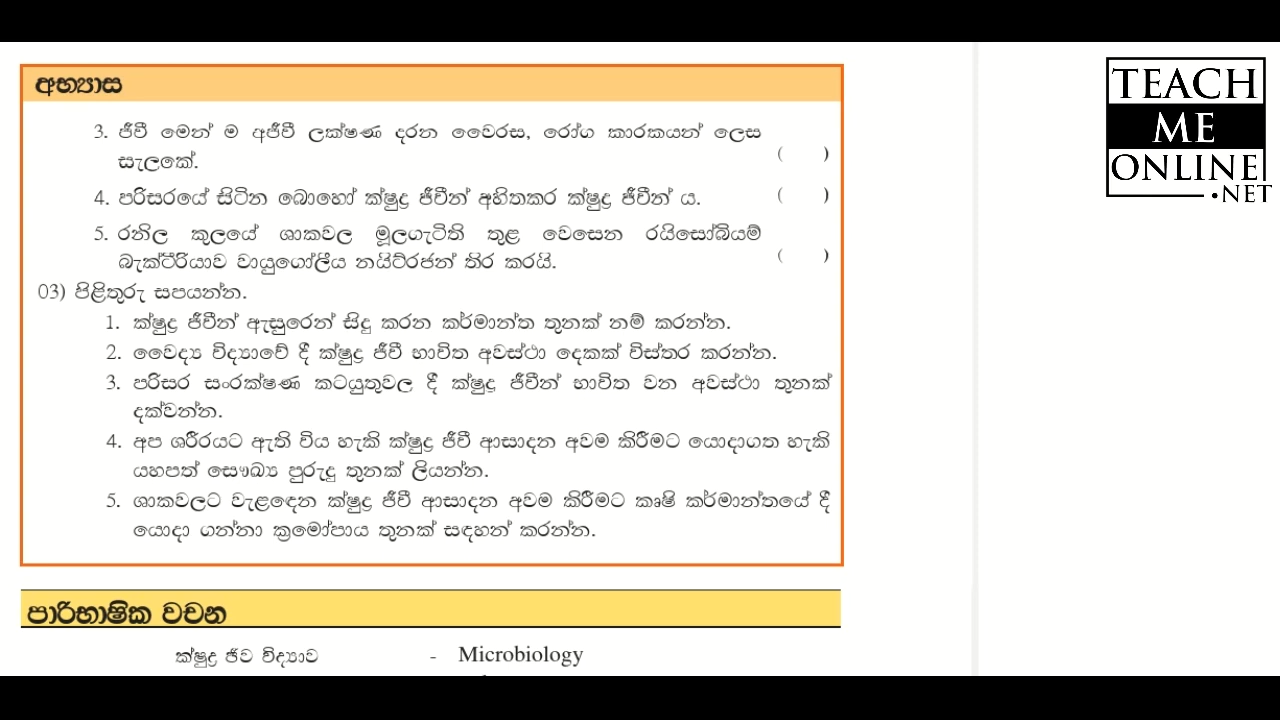 අභ්‍යාස
3. ජීවී මෙන් ම අජීවී ලක්ෂණ දරන වෛරස, රෝග කාරකයන් ලෙස
සැලකේ. ( )
4. පරිසරයේ සිටින බොහෝ ක්ෂුද්‍ර ජීවීන් අහිතකර ක්ෂුද්‍ර ජීවීන් ය. ( )
5. රනිල කුලයේ ශාකවල මූලගැටිති තුළ වෙසෙන රයිසෝබියම්
බැක්ටීරියාව වායුගෝලීය නයිට්රජන් තිර කරයි. ( )
03) පිළිතුරු සපයන්න.
1. ක්ෂුද්‍ර ජීවීන් ඇසුරෙන් සිදු කරන කර්මාන්ත තුනක් නම් කරන්න.
2. වෛද්‍ය විද්‍යාවේ දී ක්ෂුද්‍ර ජීවී භාවිත අවස්ථා දෙකක් විස්තර කරන්න.
3. පරිසර සංරක්ෂණ කටයුතුවල දී ක්ෂුද්‍ර ජීවීන් භාවිත වන අවස්ථා තුනක්
දක්වන්න.
4. අප ශරීරයට ඇති විය හැකි ක්ෂුද්‍ර ජීවී ආසාදන අවම කිරීමට යොදාගත හැකි
යහපත් සෞඛ්‍ය පුරුදු තුනක් ලියන්න.
5. ශාකවලට වැළඳෙන ක්ෂුද්‍ර ජීවී ආසාදන අවම කිරීමට කෘෂි කර්මාන්තයේ දී
යොදා ගන්නා ක්‍රමෝපාය තුනක් සඳහන් කරන්න.
පාරිභාෂික වචන
ක්ෂුද්‍ර ජීව විද්‍යාව - Microbiology
TEACH
ME
ONLINE
.NET